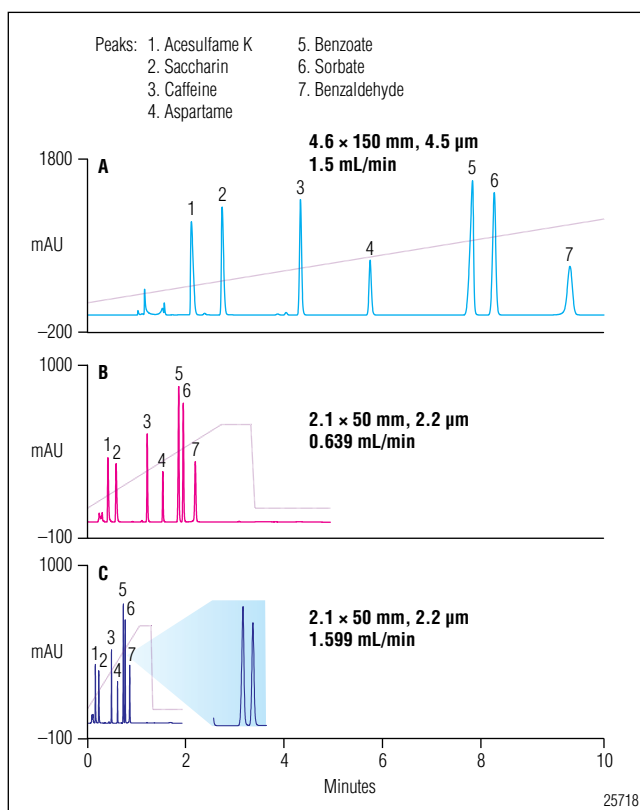 Peaks: 1. Acesulfame K 5. Benzoate
2. Saccharin 6. Sorbate
3. Caffeine 7. Benzaldehyde
4. Aspartame
1800
A
4.6 × 150 mm, 4.5 µm
1.5 mL/min
1 2 3 4 5 6 7
mAU
–200
1000
B
2.1 × 50 mm, 2.2 µm
0.639 mL/min
1 2 3 4 5 6 7
mAU
–100
1000
C
2.1 × 50 mm, 2.2 µm
1.599 mL/min
1 2 3 4 5 6 7
mAU
–100
0 2 4 6 8 10
Minutes
25718